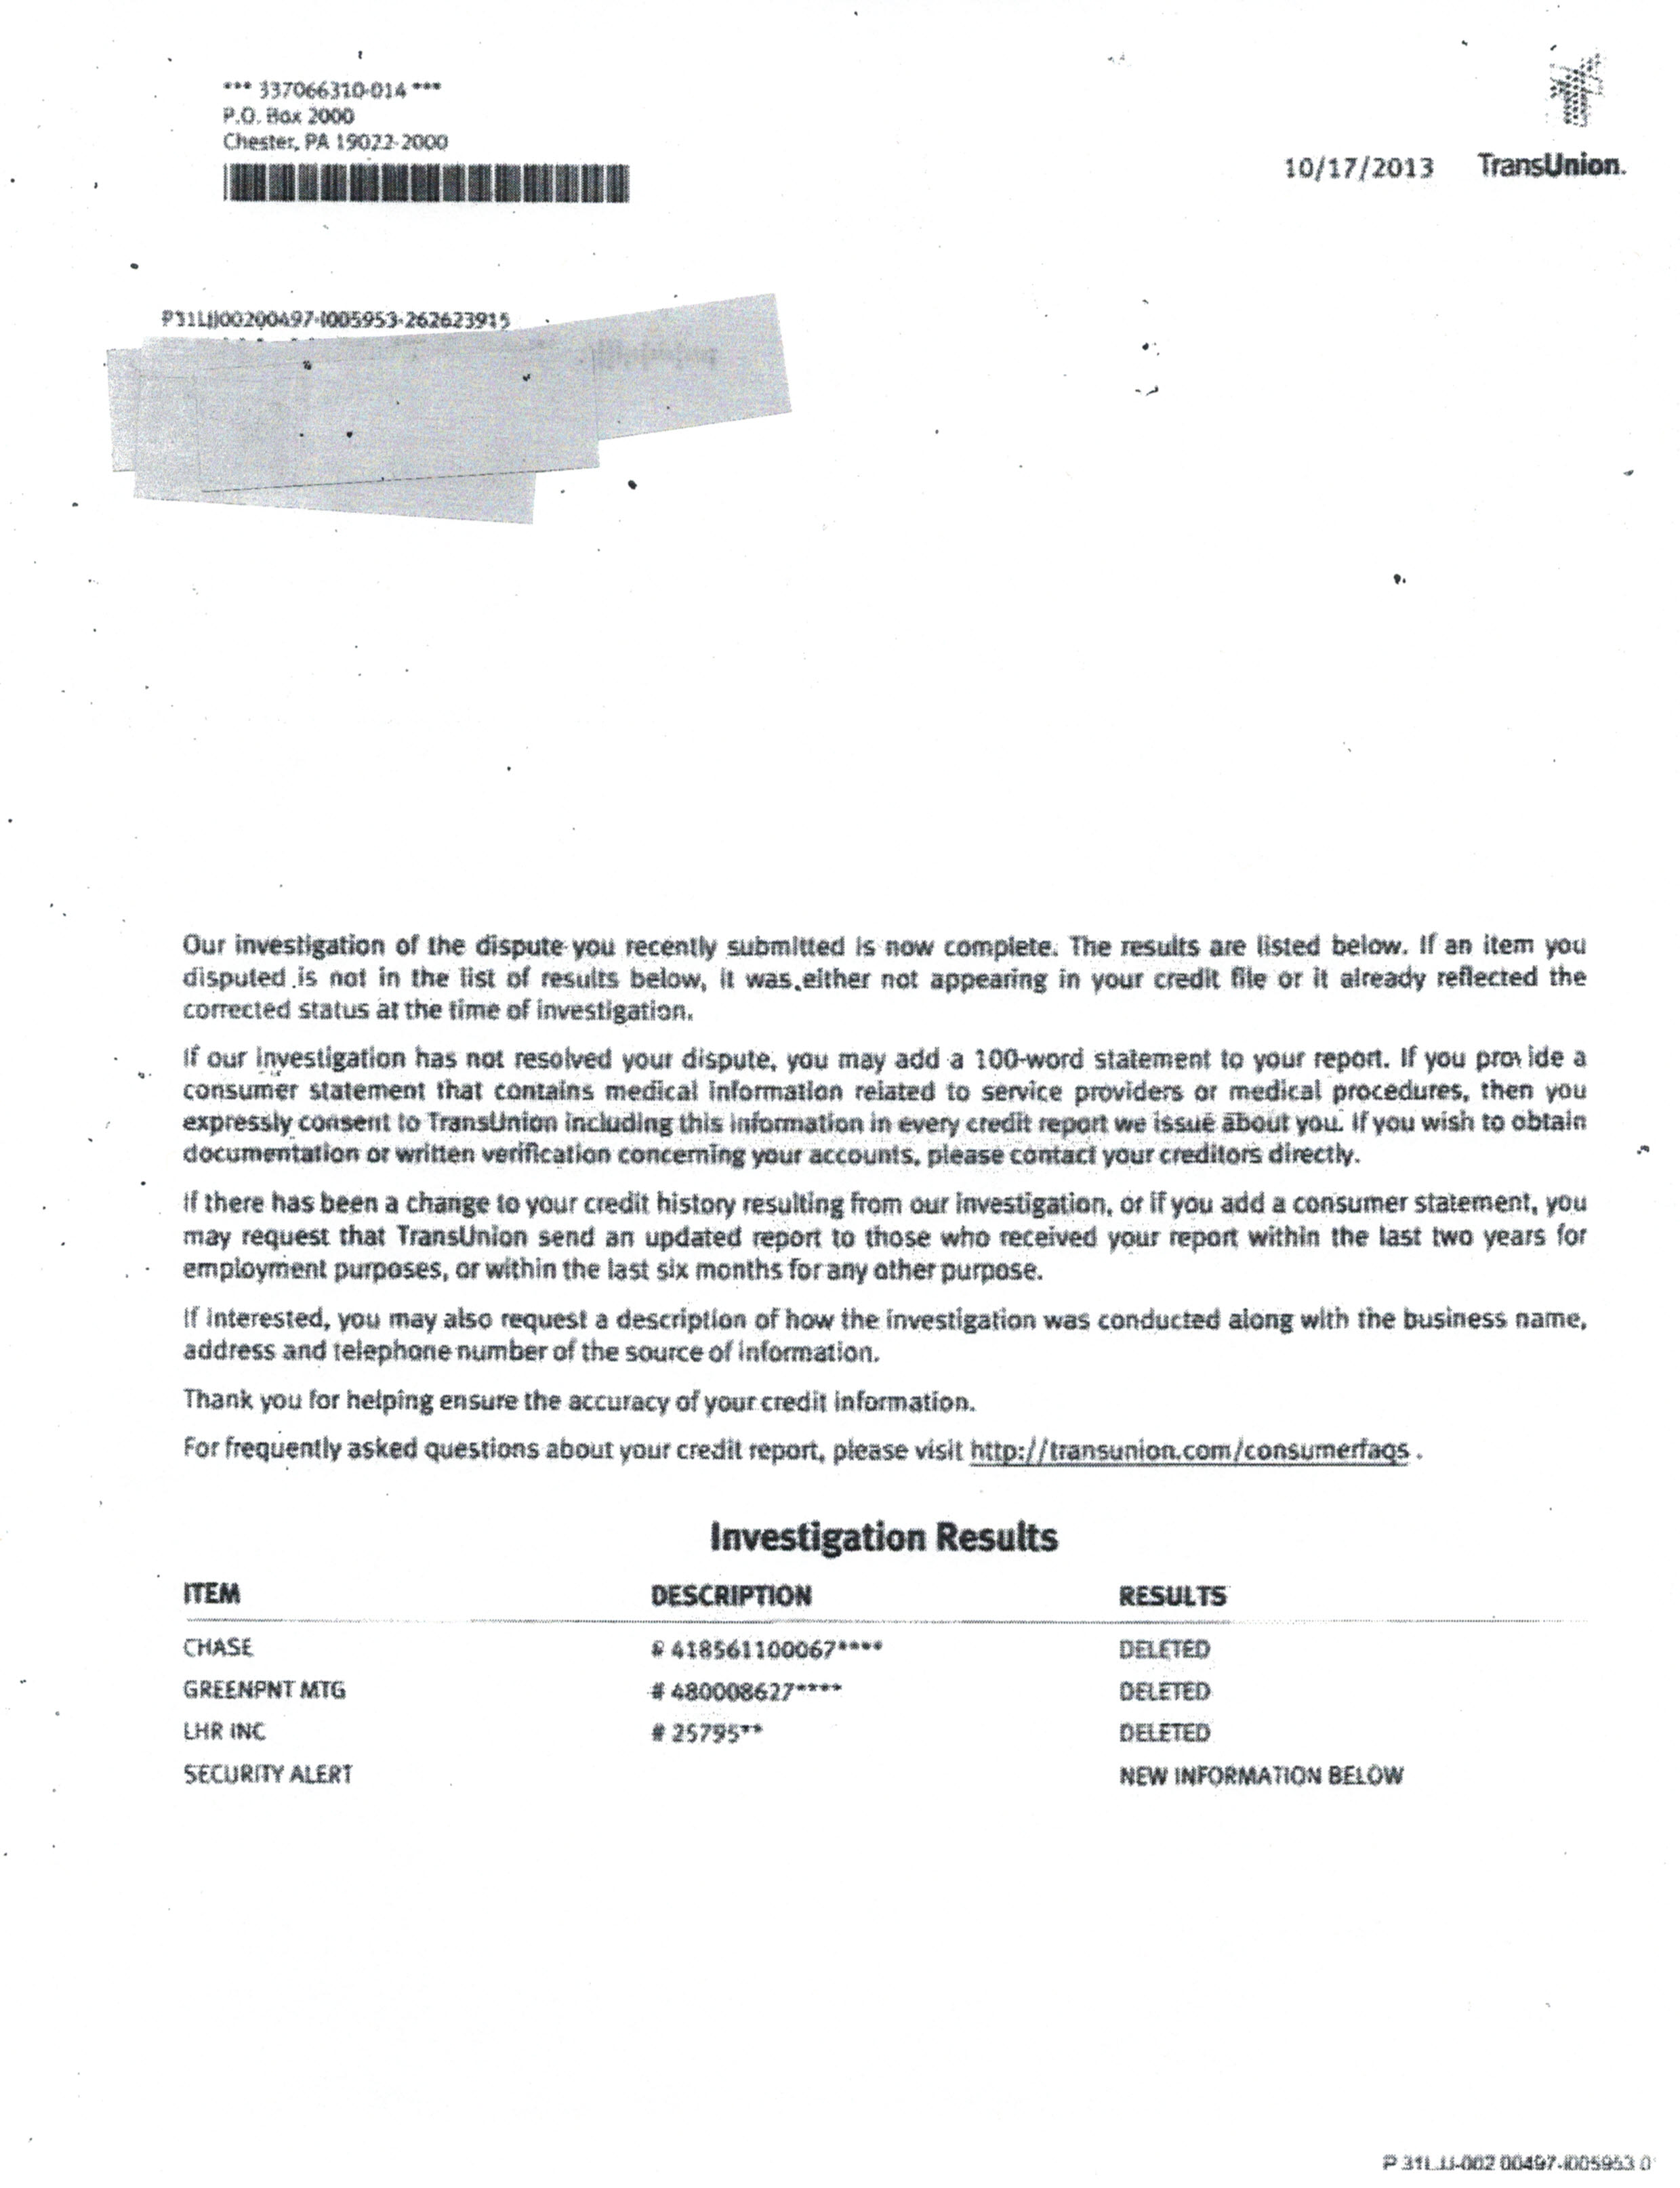 *** 337066310-014 ***
P.O. Box 2000
Chester, PA 19022-2000
10/17/2013 TransUnion.
P31LJJ00200497-I005953-262623915
Our investigation of the dispute you recently submitted is now complete. The results are listed below. If an item you
disputed is not in the list of results below, it was either not appearing in your credit file or it already reflected the
corrected status at the time of investigation.
If our investigation has not resolved your dispute, you may add a 100-word statement to your report. If you provide a
consumer statement that contains medical information related to service providers or medical procedures, then you
expressly consent to TransUnion including this information in every credit report we issue about you. If you wish to obtain
documentation or written verification concerning your accounts, please contact your creditors directly.
If there has been a change to your credit history resulting from our investigation, or if you add a consumer statement, you
may request that TransUnion send an updated report to those who received your report within the last two years for
employment purposes, or within the last six months for any other purpose.
If interested, you may also request a description of how the investigation was conducted along with the business name,
address and telephone number of the source of information.
Thank you for helping ensure the accuracy of your credit information.
For frequently asked questions about your credit report, please visit http://transunion.com/consumerfaqs .
Investigation Results
ITEM DESCRIPTION RESULTS
CHASE # 418561100067**** DELETED
GREENPNT MTG # 480008627**** DELETED
LHR INC # 25795** DELETED
SECURITY ALERT NEW INFORMATION BELOW
P 31LJJ-002 00497-I005953 0